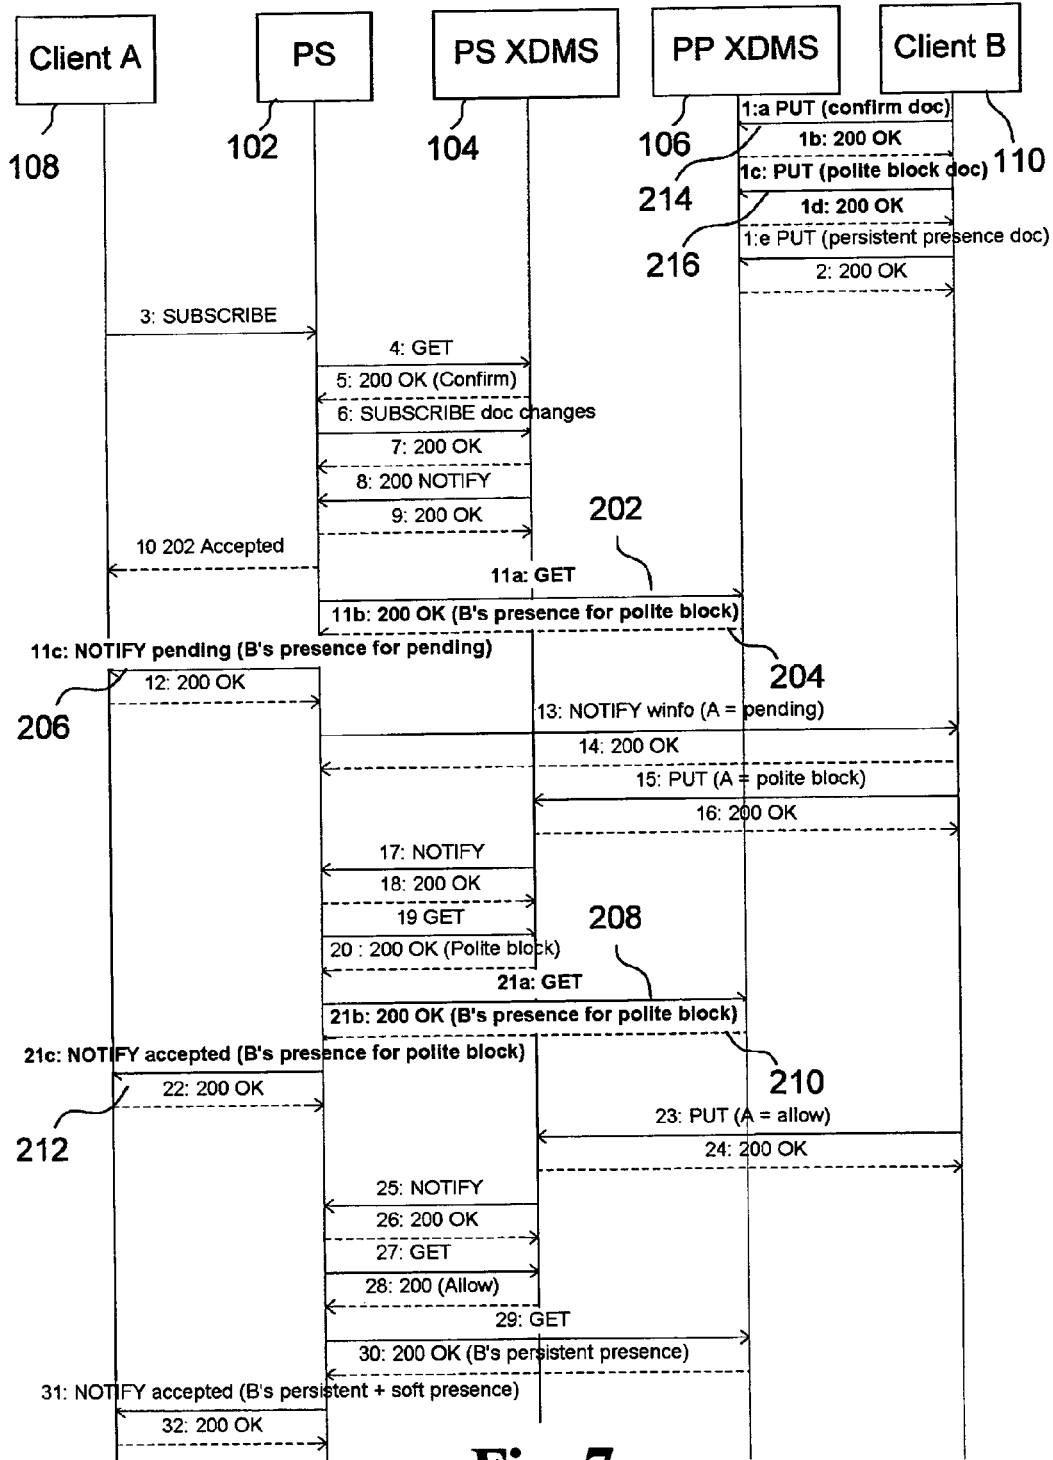 Client A
PS
PS XDMS
PP XDMS
Client B
108
102
104
106
110
1:a PUT (confirm doc)
1b: 200 OK
214
1c: PUT (polite block doc)
1d: 200 OK
216
1:e PUT (persistent presence doc)
2: 200 OK
3: SUBSCRIBE
4: GET
5: 200 OK (Confirm)
6: SUBSCRIBE doc changes
7: 200 OK
8: 200 NOTIFY
9: 200 OK
202
10 202 Accepted
11a: GET
11b: 200 OK (B's presence for polite block)
204
11c: NOTIFY pending (B's presence for pending)
206
12: 200 OK
13: NOTIFY winfo (A = pending)
14: 200 OK
15: PUT (A = polite block)
16: 200 OK
17: NOTIFY
18: 200 OK
19 GET
208
20 : 200 OK (Polite block)
21a: GET
21b: 200 OK (B's presence for polite block)
210
21c: NOTIFY accepted (B's presence for polite block)
22: 200 OK
212
23: PUT (A = allow)
24: 200 OK
25: NOTIFY
26: 200 OK
27: GET
28: 200 (Allow)
29: GET
30: 200 OK (B's persistent presence)
31: NOTIFY accepted (B's persistent + soft presence)
32: 200 OK